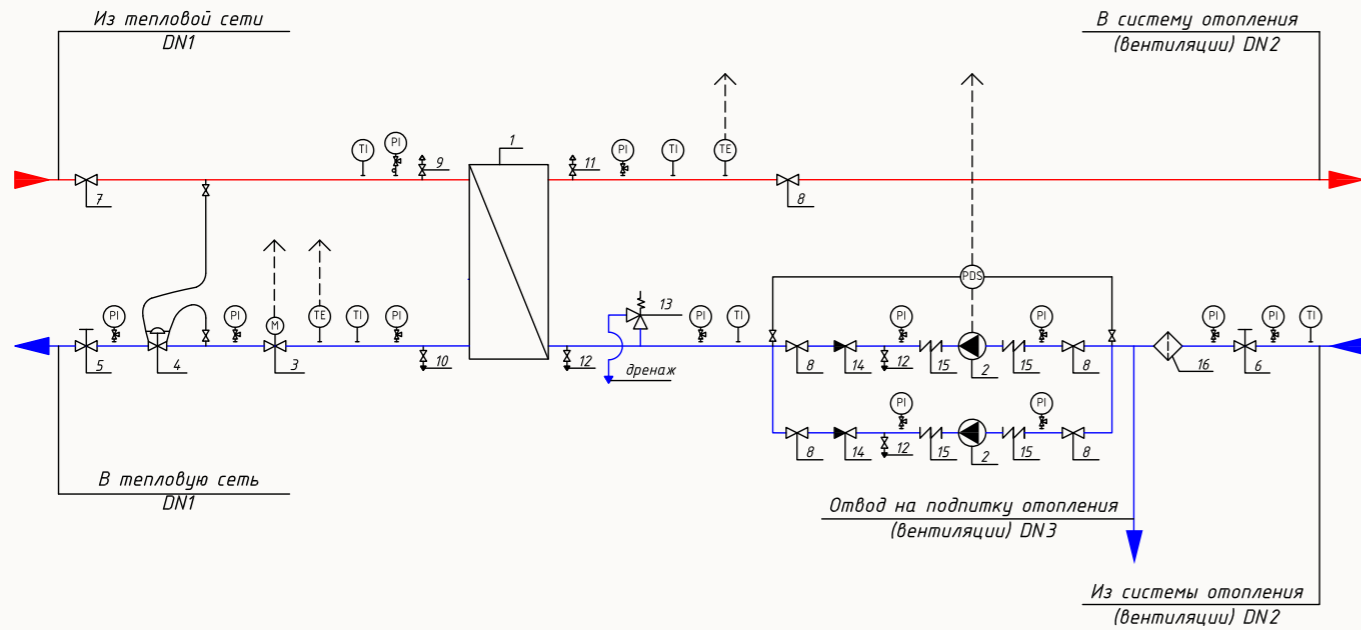 Из тепловой сети
DN1
В систему отопления
(вентиляции) DN2
TI
PI
9
1
11
PI
TI
TE
7
8
PDS
PI
PI
M
TE
TI
PI
13
PI
TI
PI
PI
PI
PI
TI
5
4
3
10
12
дренаж
8
14
12
15
2
15
8
16
6
PI
PI
8
14
12
15
2
15
8
В тепловую сеть
DN1
Отвод на подпитку отопления
(вентиляции) DN3
Из системы отопления
(вентиляции) DN2